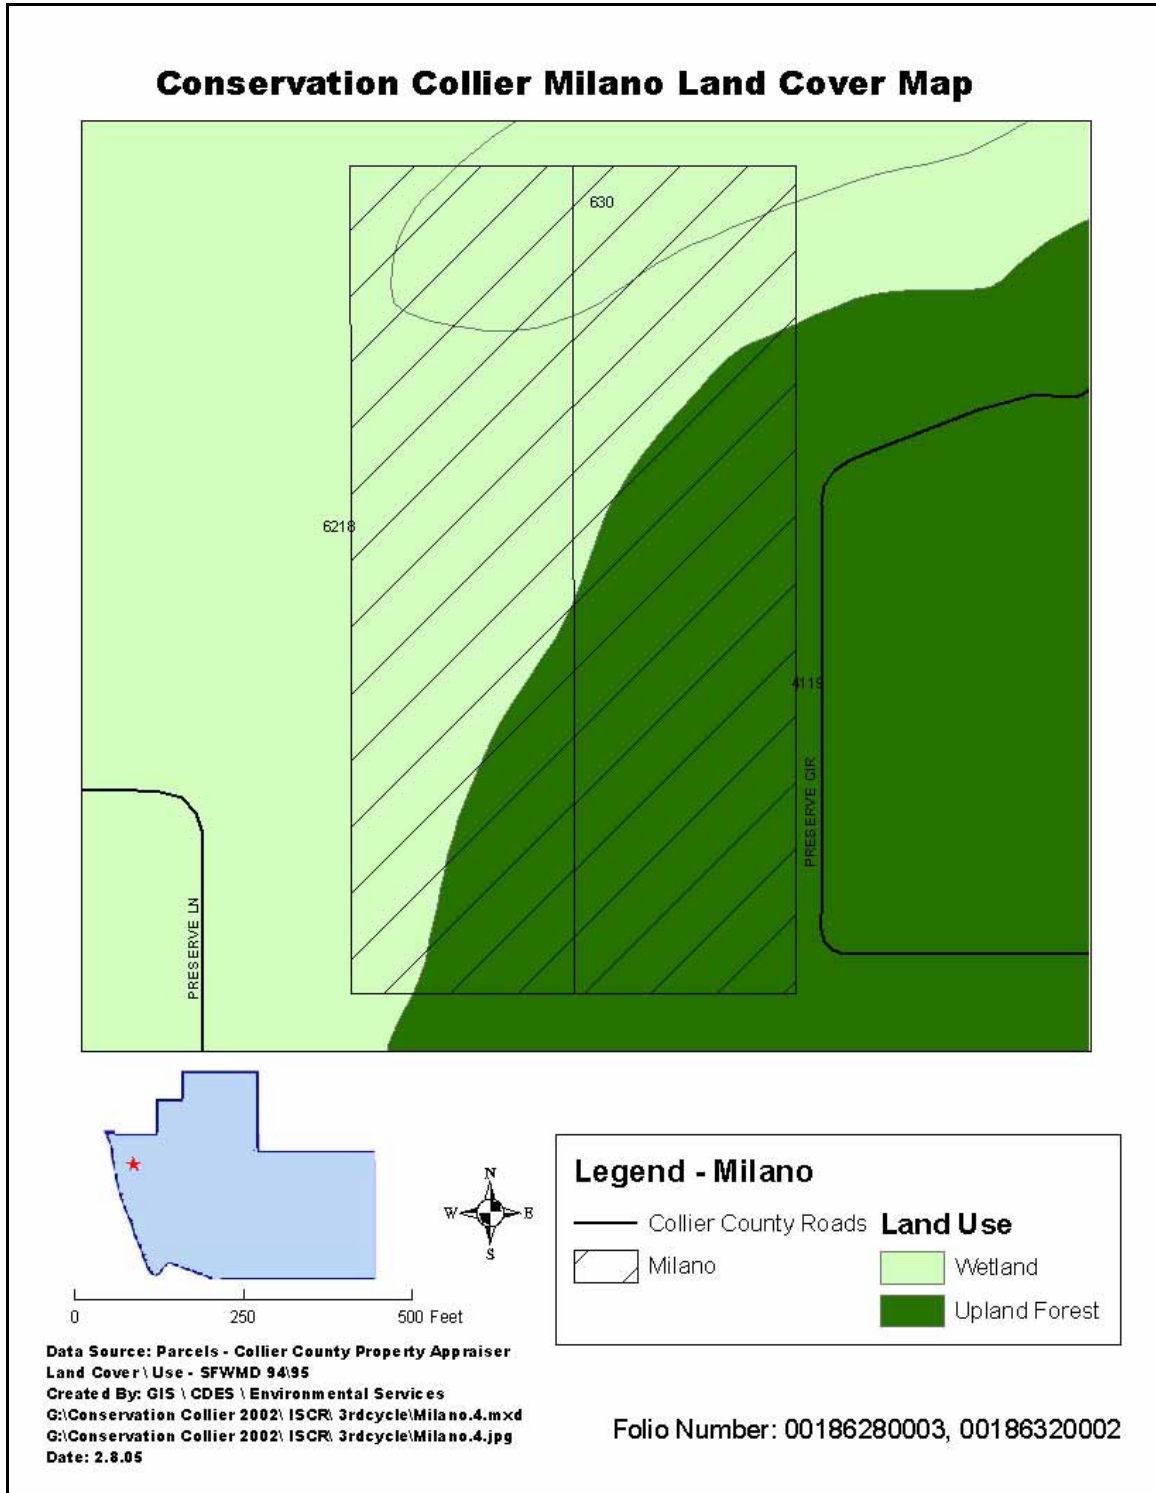 Conservation Collier Milano Land Cover Map
630
6218
4119
PRESERVE CIR
PRESERVE LN
N
W E
S
0 250 500 Feet
Legend - Milano
Collier County Roads
Milano
Land Use
Wetland
Upland Forest
Data Source: Parcels - Collier County Property Appraiser
Land Cover \ Use - SFWMD 94\95
Created By: GIS \ CDES \ Environmental Services
G:\Conservation Collier 2002\ ISCR\ 3rdcycle\Milano.4.mxd
G:\Conservation Collier 2002\ ISCR\ 3rdcycle\Milano.4.jpg
Date: 2.8.05
Folio Number: 00186280003, 00186320002